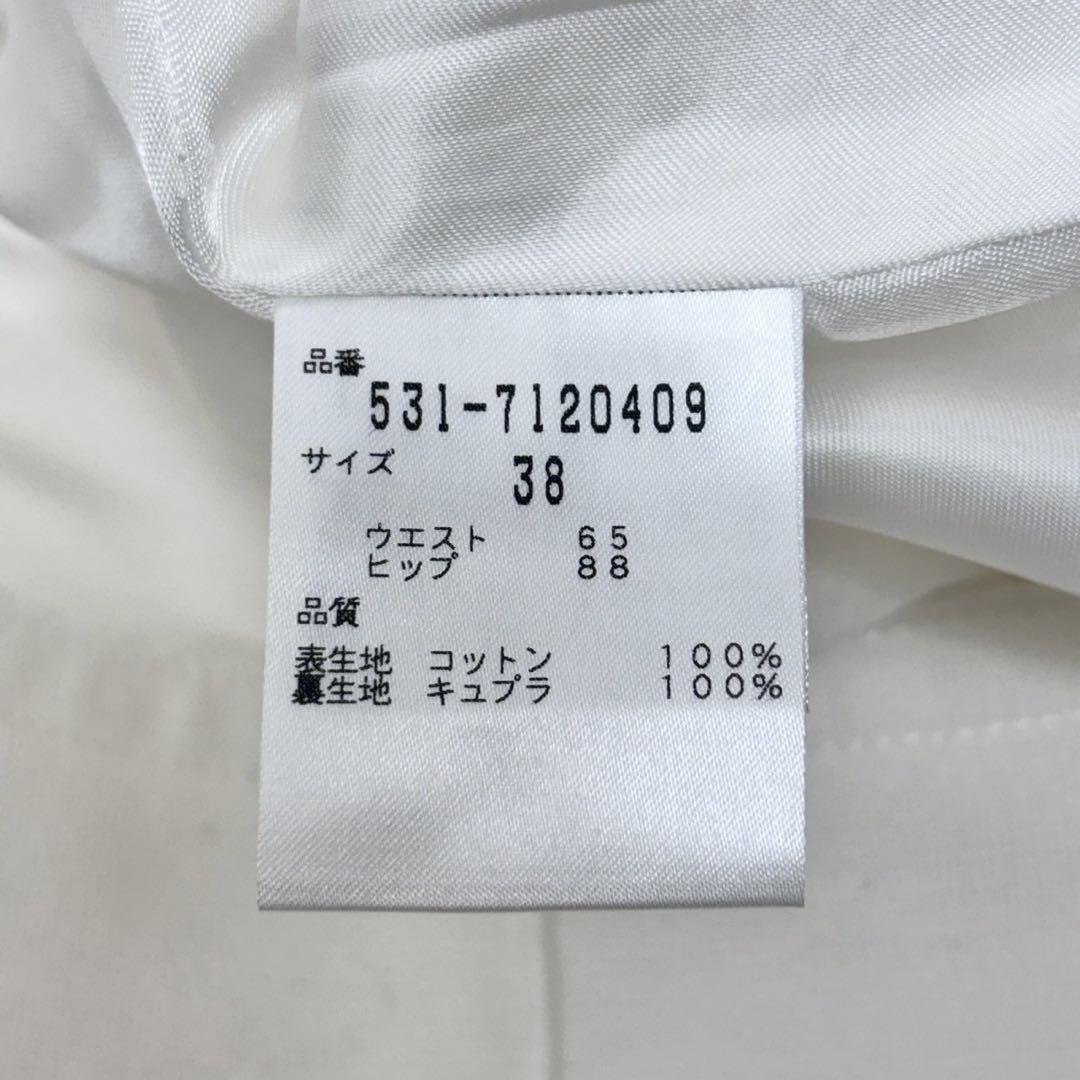 品番
531-7120409
サイズ 38
ウエスト 65
ヒップ 88
品質
表生地 コットン 100%
裏生地 キュプラ 100%